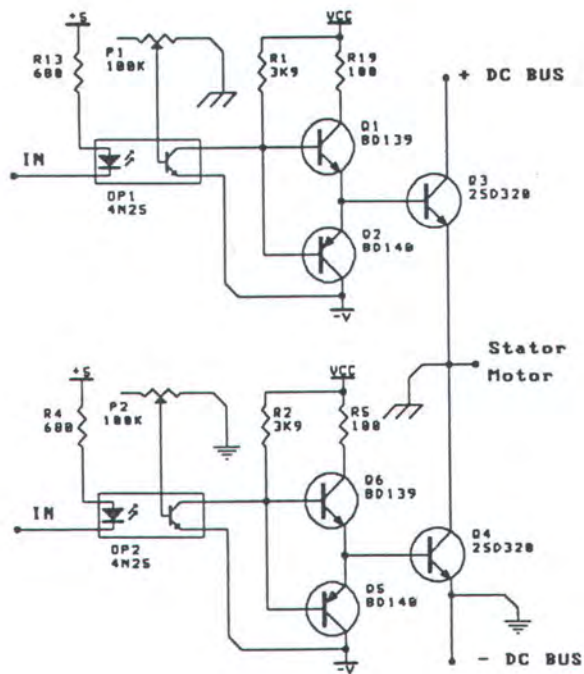 +5
VCC
R13
680
P1
100K
R1
3K9
R19
100
+ DC BUS
Q1
BD139
IN
OP1
4N25
Q3
2SD320
Q2
BD140
-V
Stator
Motor
+5
VCC
R4
680
P2
100K
R2
3K9
R5
100
Q6
BD139
IN
OP2
4N25
Q4
2SD320
Q5
BD140
-V
- DC BUS